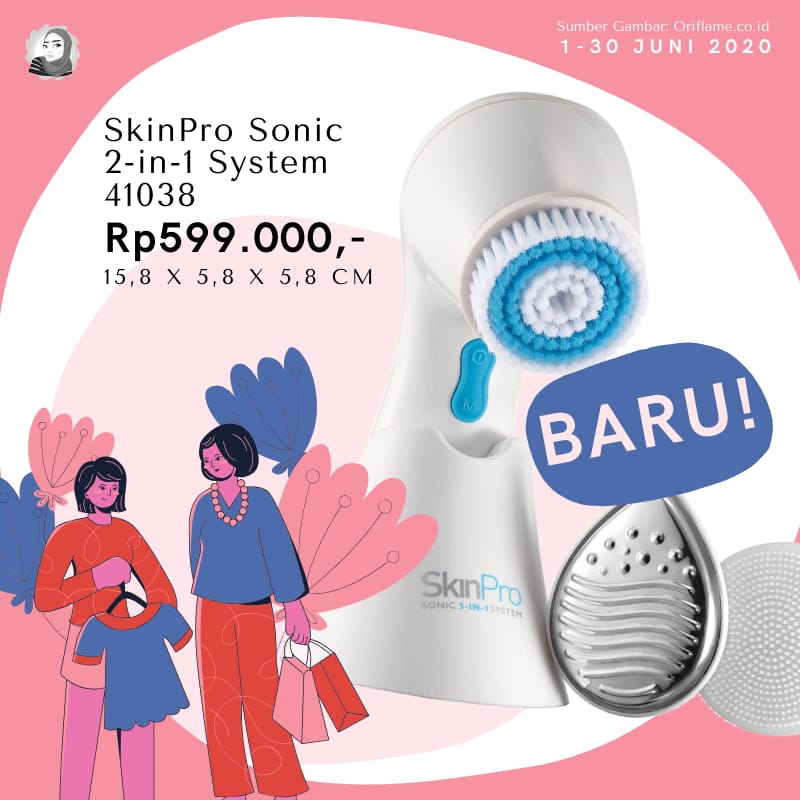 Sumber Gambar: Oriflame.co.id
1-30 JUNI 2020
SkinPro Sonic
2-in-1 System
41038
Rp599.000,-
15,8 X 5,8 X 5,8 CM
M
BARU!
SkinPro
SONIC 3-IN-1 SYSTEM